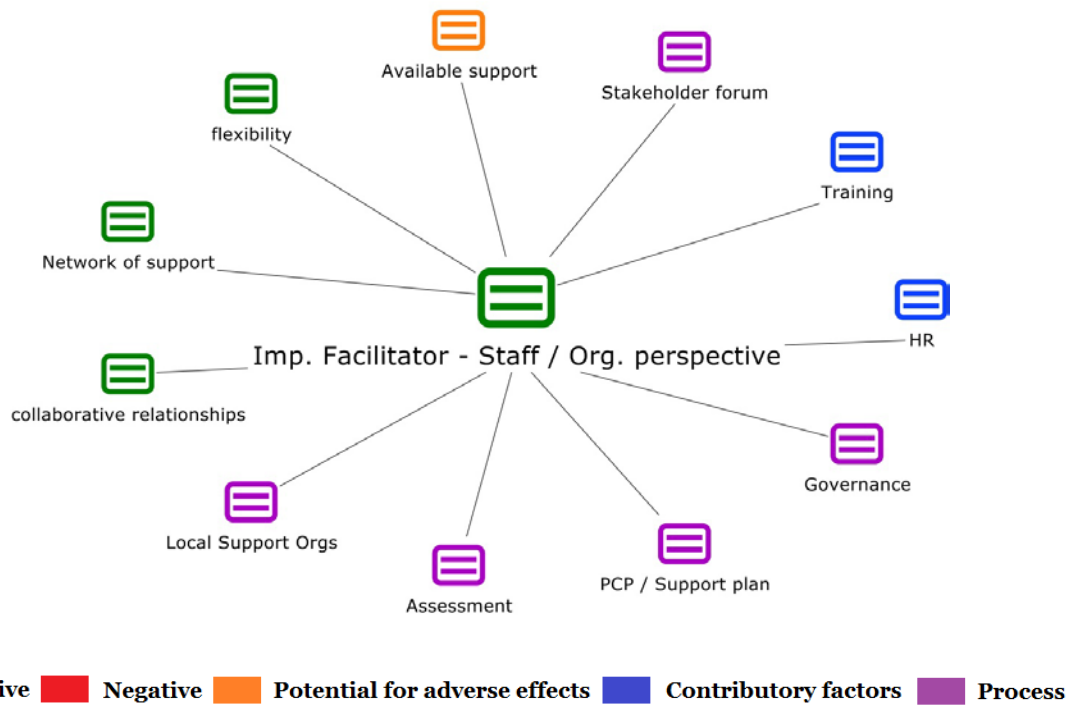 Available support
Stakeholder forum
flexibility
Training
Network of support
HR
Imp. Facilitator - Staff / Org. perspective
collaborative relationships
Governance
Local Support Orgs
PCP / Support plan
Assessment
ive Negative Potential for adverse effects Contributory factors Process